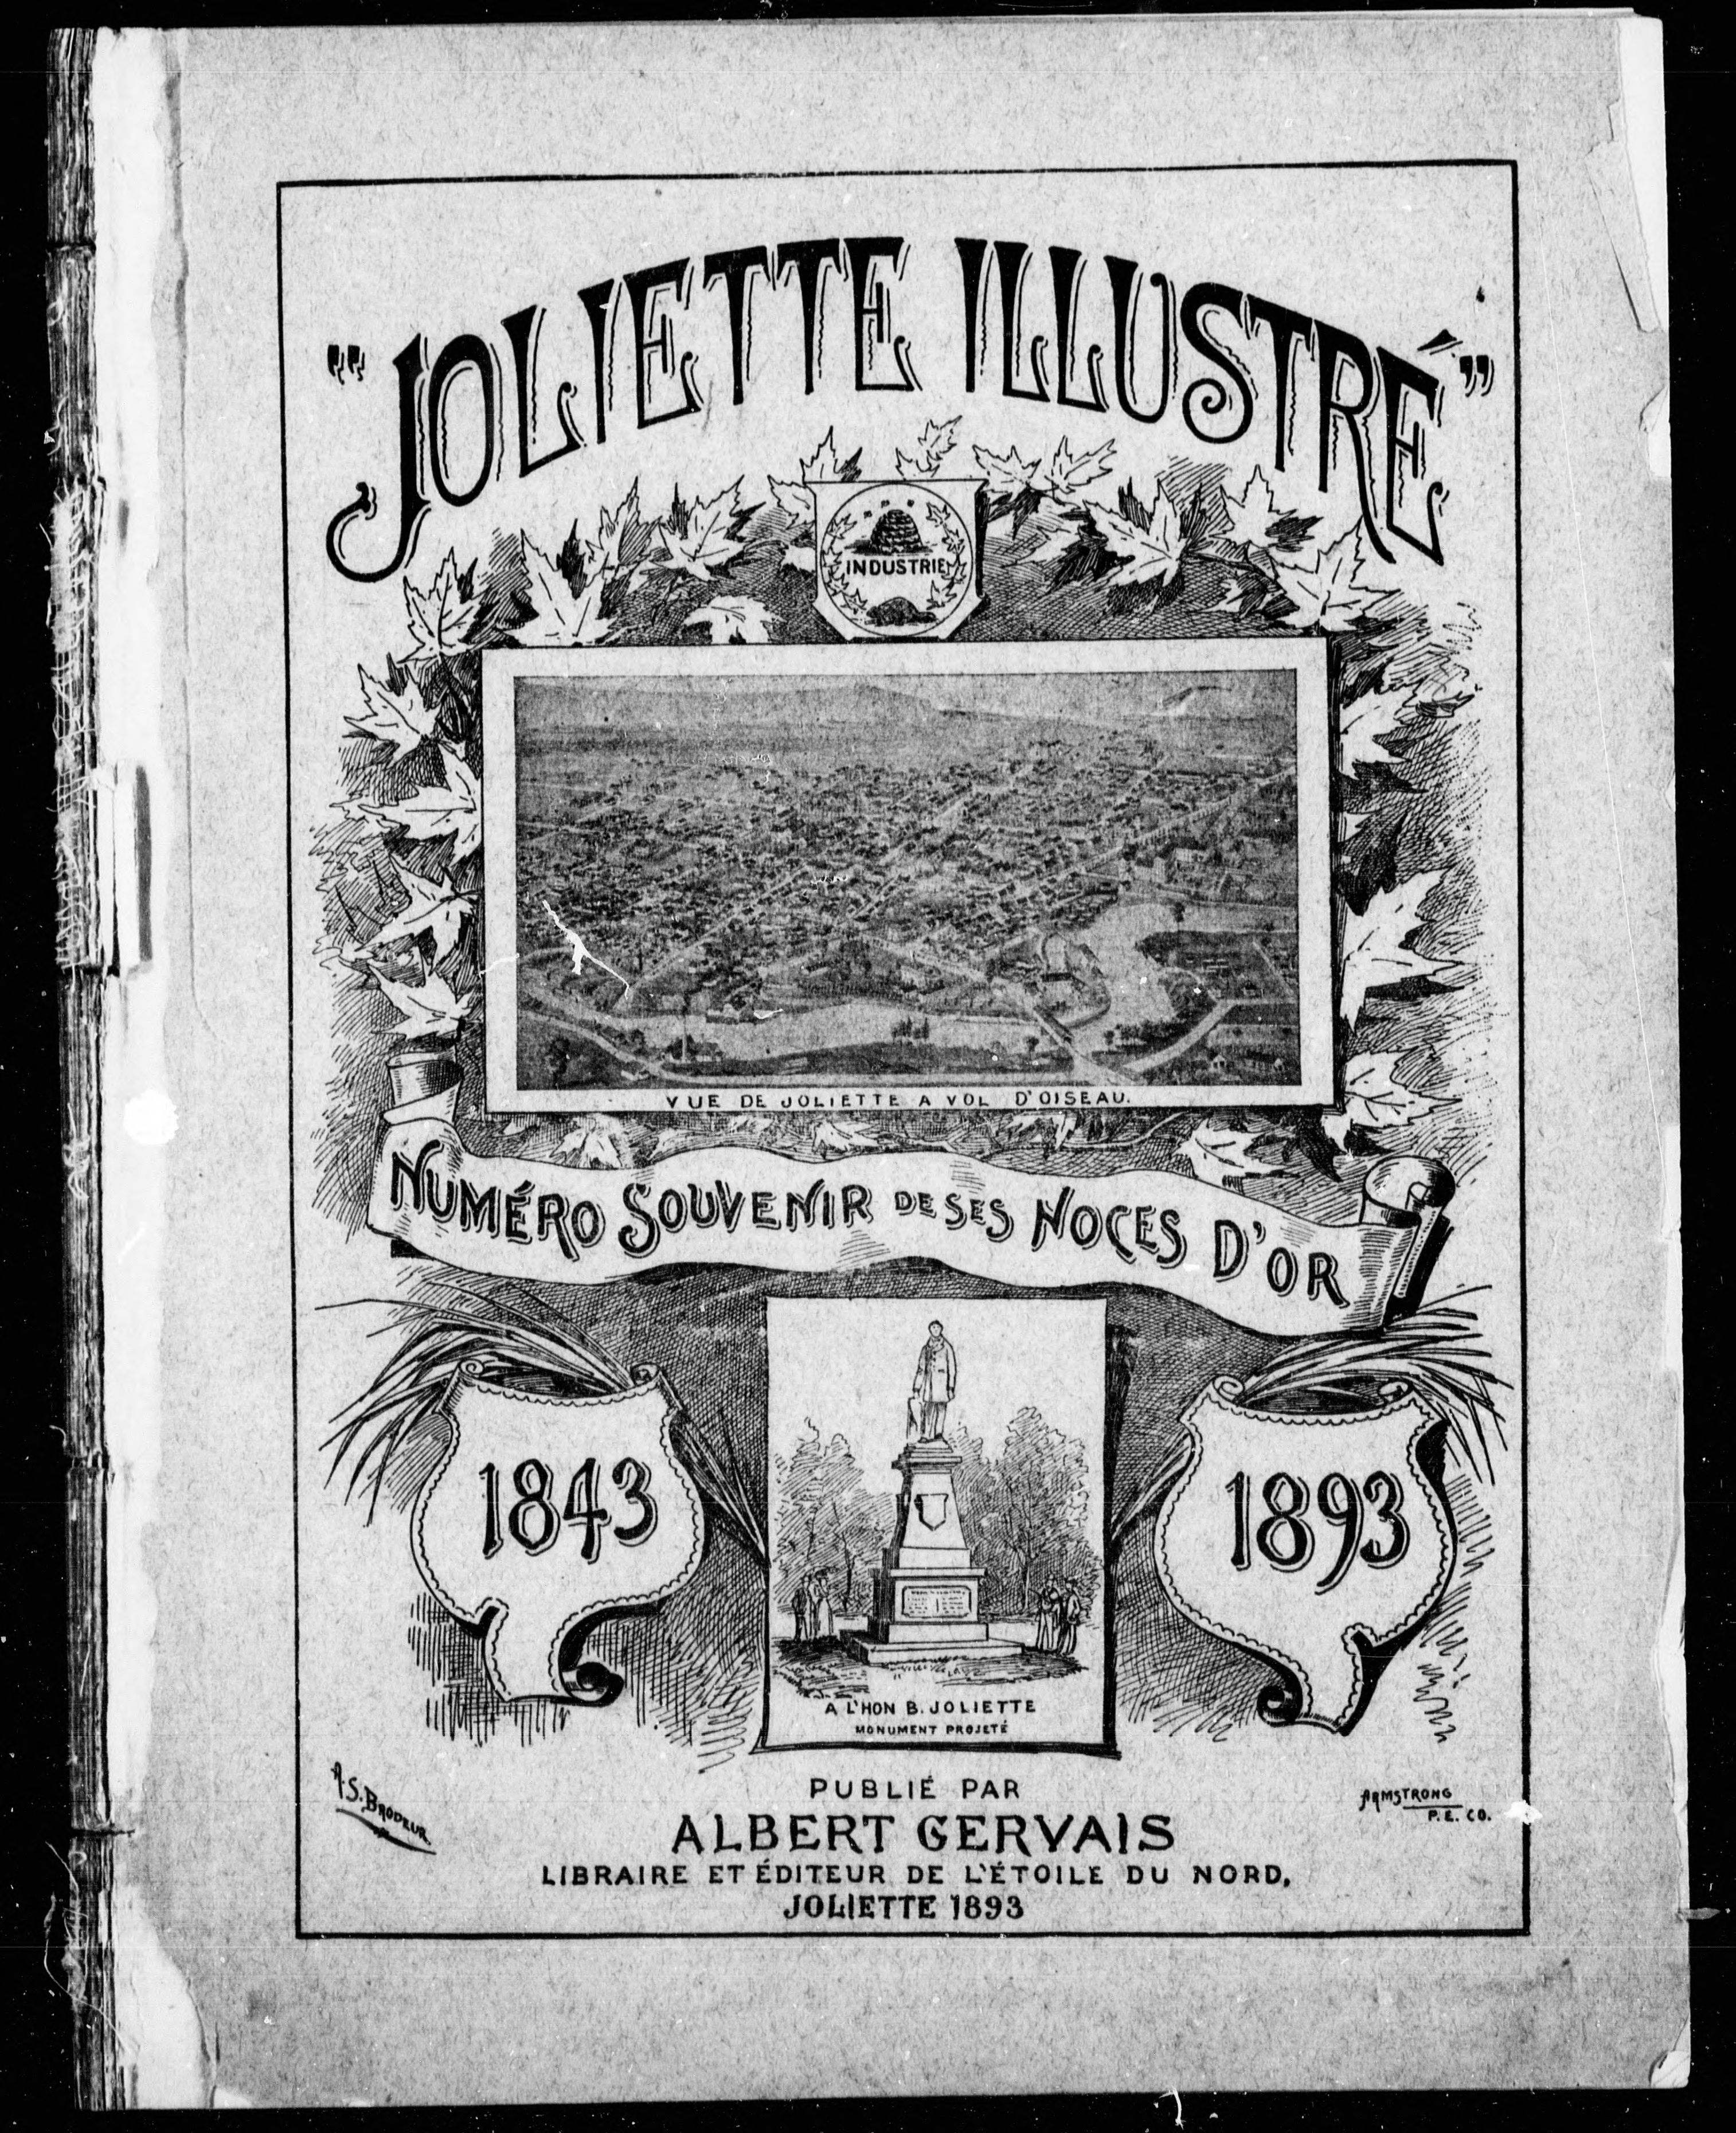 "JOLIETTE ILLUSTRÉ"
INDUSTRIE
VUE DE JOLIETTE A VOL D'OISEAU.
NUMÉRO SOUVENIR DE SES NOCES D'OR
1843
1893
A L'HON B. JOLIETTE
MONUMENT PROJETÉ
PUBLIÉ PAR
A.S. BRODEUR
ARMSTRONG
P.E. CO.
ALBERT GERVAIS
LIBRAIRE ET ÉDITEUR DE L'ÉTOILE DU NORD,
JOLIETTE 1893